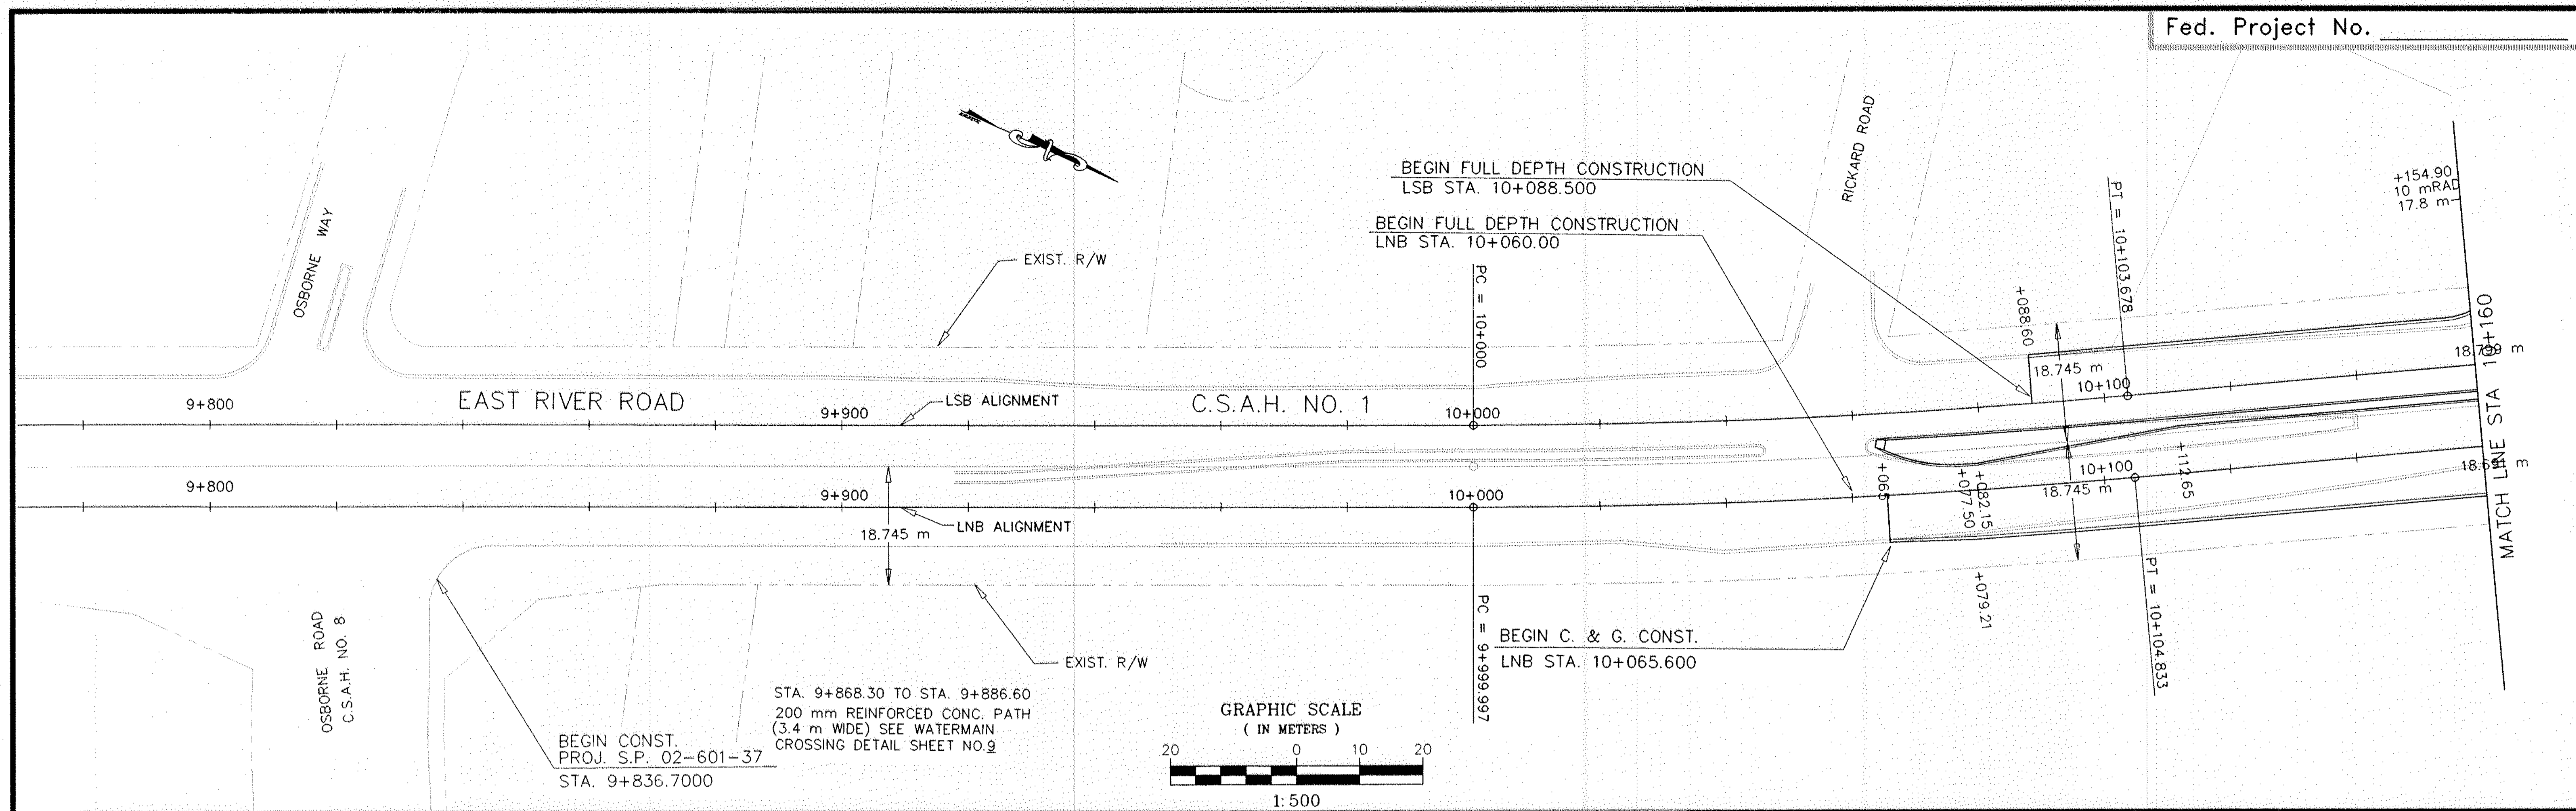 Fed. Project No.
OSBORNE WAY
EXIST. R/W
BEGIN FULL DEPTH CONSTRUCTION
LSB STA. 10+088.500
BEGIN FULL DEPTH CONSTRUCTION
LNB STA. 10+060.00
RICKARD ROAD
PC = 10+000
PT = 10+103.678
+154.90
10 mRAD
17.8 m
+088.60
18.745 m
10+100
18.799 m
MATCH LINE STA 10+160
9+800
EAST RIVER ROAD
9+900
LSB ALIGNMENT
C.S.A.H. NO. 1
10+000
9+800
9+900
LNB ALIGNMENT
18.745 m
10+000
+065
+077.50
+082.15
10+100
18.745 m
+112.65
+079.21
PT = 10+104.833
PC = 9+999.997
BEGIN C. & G. CONST.
LNB STA. 10+065.600
EXIST. R/W
OSBORNE ROAD
C.S.A.H. NO. 8
STA. 9+868.30 TO STA. 9+886.60
200 mm REINFORCED CONC. PATH
(3.4 m WIDE) SEE WATERMAIN
CROSSING DETAIL SHEET NO.9
BEGIN CONST.
PROJ. S.P. 02-601-37
STA. 9+836.7000
GRAPHIC SCALE
( IN METERS )
20 0 10 20
1:500